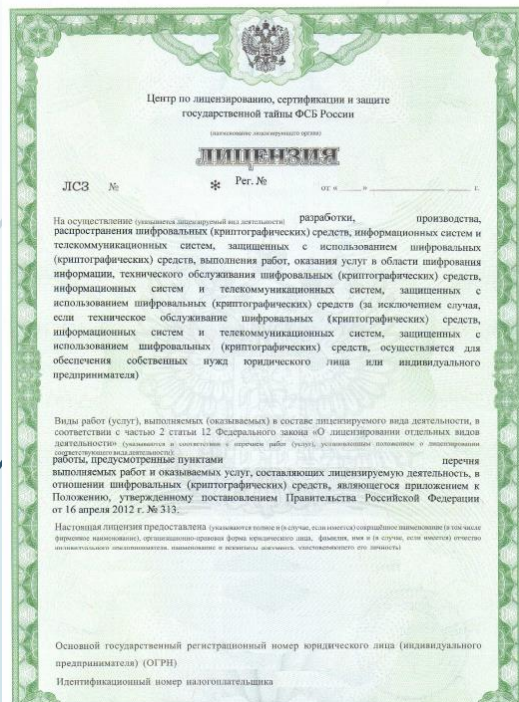 Центр по лицензированию, сертификации и защите
государственной тайны ФСБ России
(наименование лицензирующего органа)
ЛИЦЕНЗИЯ
ЛСЗ № * Рег. № от « » г.
На осуществление (указывается лицензируемый вид деятельности) разработки, производства,
распространения шифровальных (криптографических) средств, информационных систем и
телекоммуникационных систем, защищенных с использованием шифровальных
(криптографических) средств, выполнения работ, оказания услуг в области шифрования
информации, технического обслуживания шифровальных (криптографических) средств,
информационных систем и телекоммуникационных систем, защищенных с
использованием шифровальных (криптографических) средств (за исключением случая,
если техническое обслуживание шифровальных (криптографических) средств,
информационных систем и телекоммуникационных систем, защищенных с
использованием шифровальных (криптографических) средств, осуществляется для
обеспечения собственных нужд юридического лица или индивидуального
предпринимателя)
Виды работ (услуг), выполняемых (оказываемых) в составе лицензируемого вида деятельности, в
соответствии с частью 2 статьи 12 Федерального закона «О лицензировании отдельных видов
деятельности» (указываются в соответствии с перечнем работ (услуг), установленным положением о лицензировании
соответствующего вида деятельности):
работы, предусмотренные пунктами перечня
выполняемых работ и оказываемых услуг, составляющих лицензируемую деятельность, в
отношении шифровальных (криптографических) средств, являющегося приложением к
Положению, утвержденному постановлением Правительства Российской Федерации
от 16 апреля 2012 г. № 313.
Настоящая лицензия предоставлена (указываются полное и (в случае, если имеется) сокращённое наименование (в том числе
фирменное наименование), организационно-правовая форма юридического лица, фамилия, имя и (в случае, если имеется) отчество
индивидуального предпринимателя, наименование и реквизиты документа, удостоверяющего его личность)
Основной государственный регистрационный номер юридического лица (индивидуального
предпринимателя) (ОГРН)
Идентификационный номер налогоплательщика